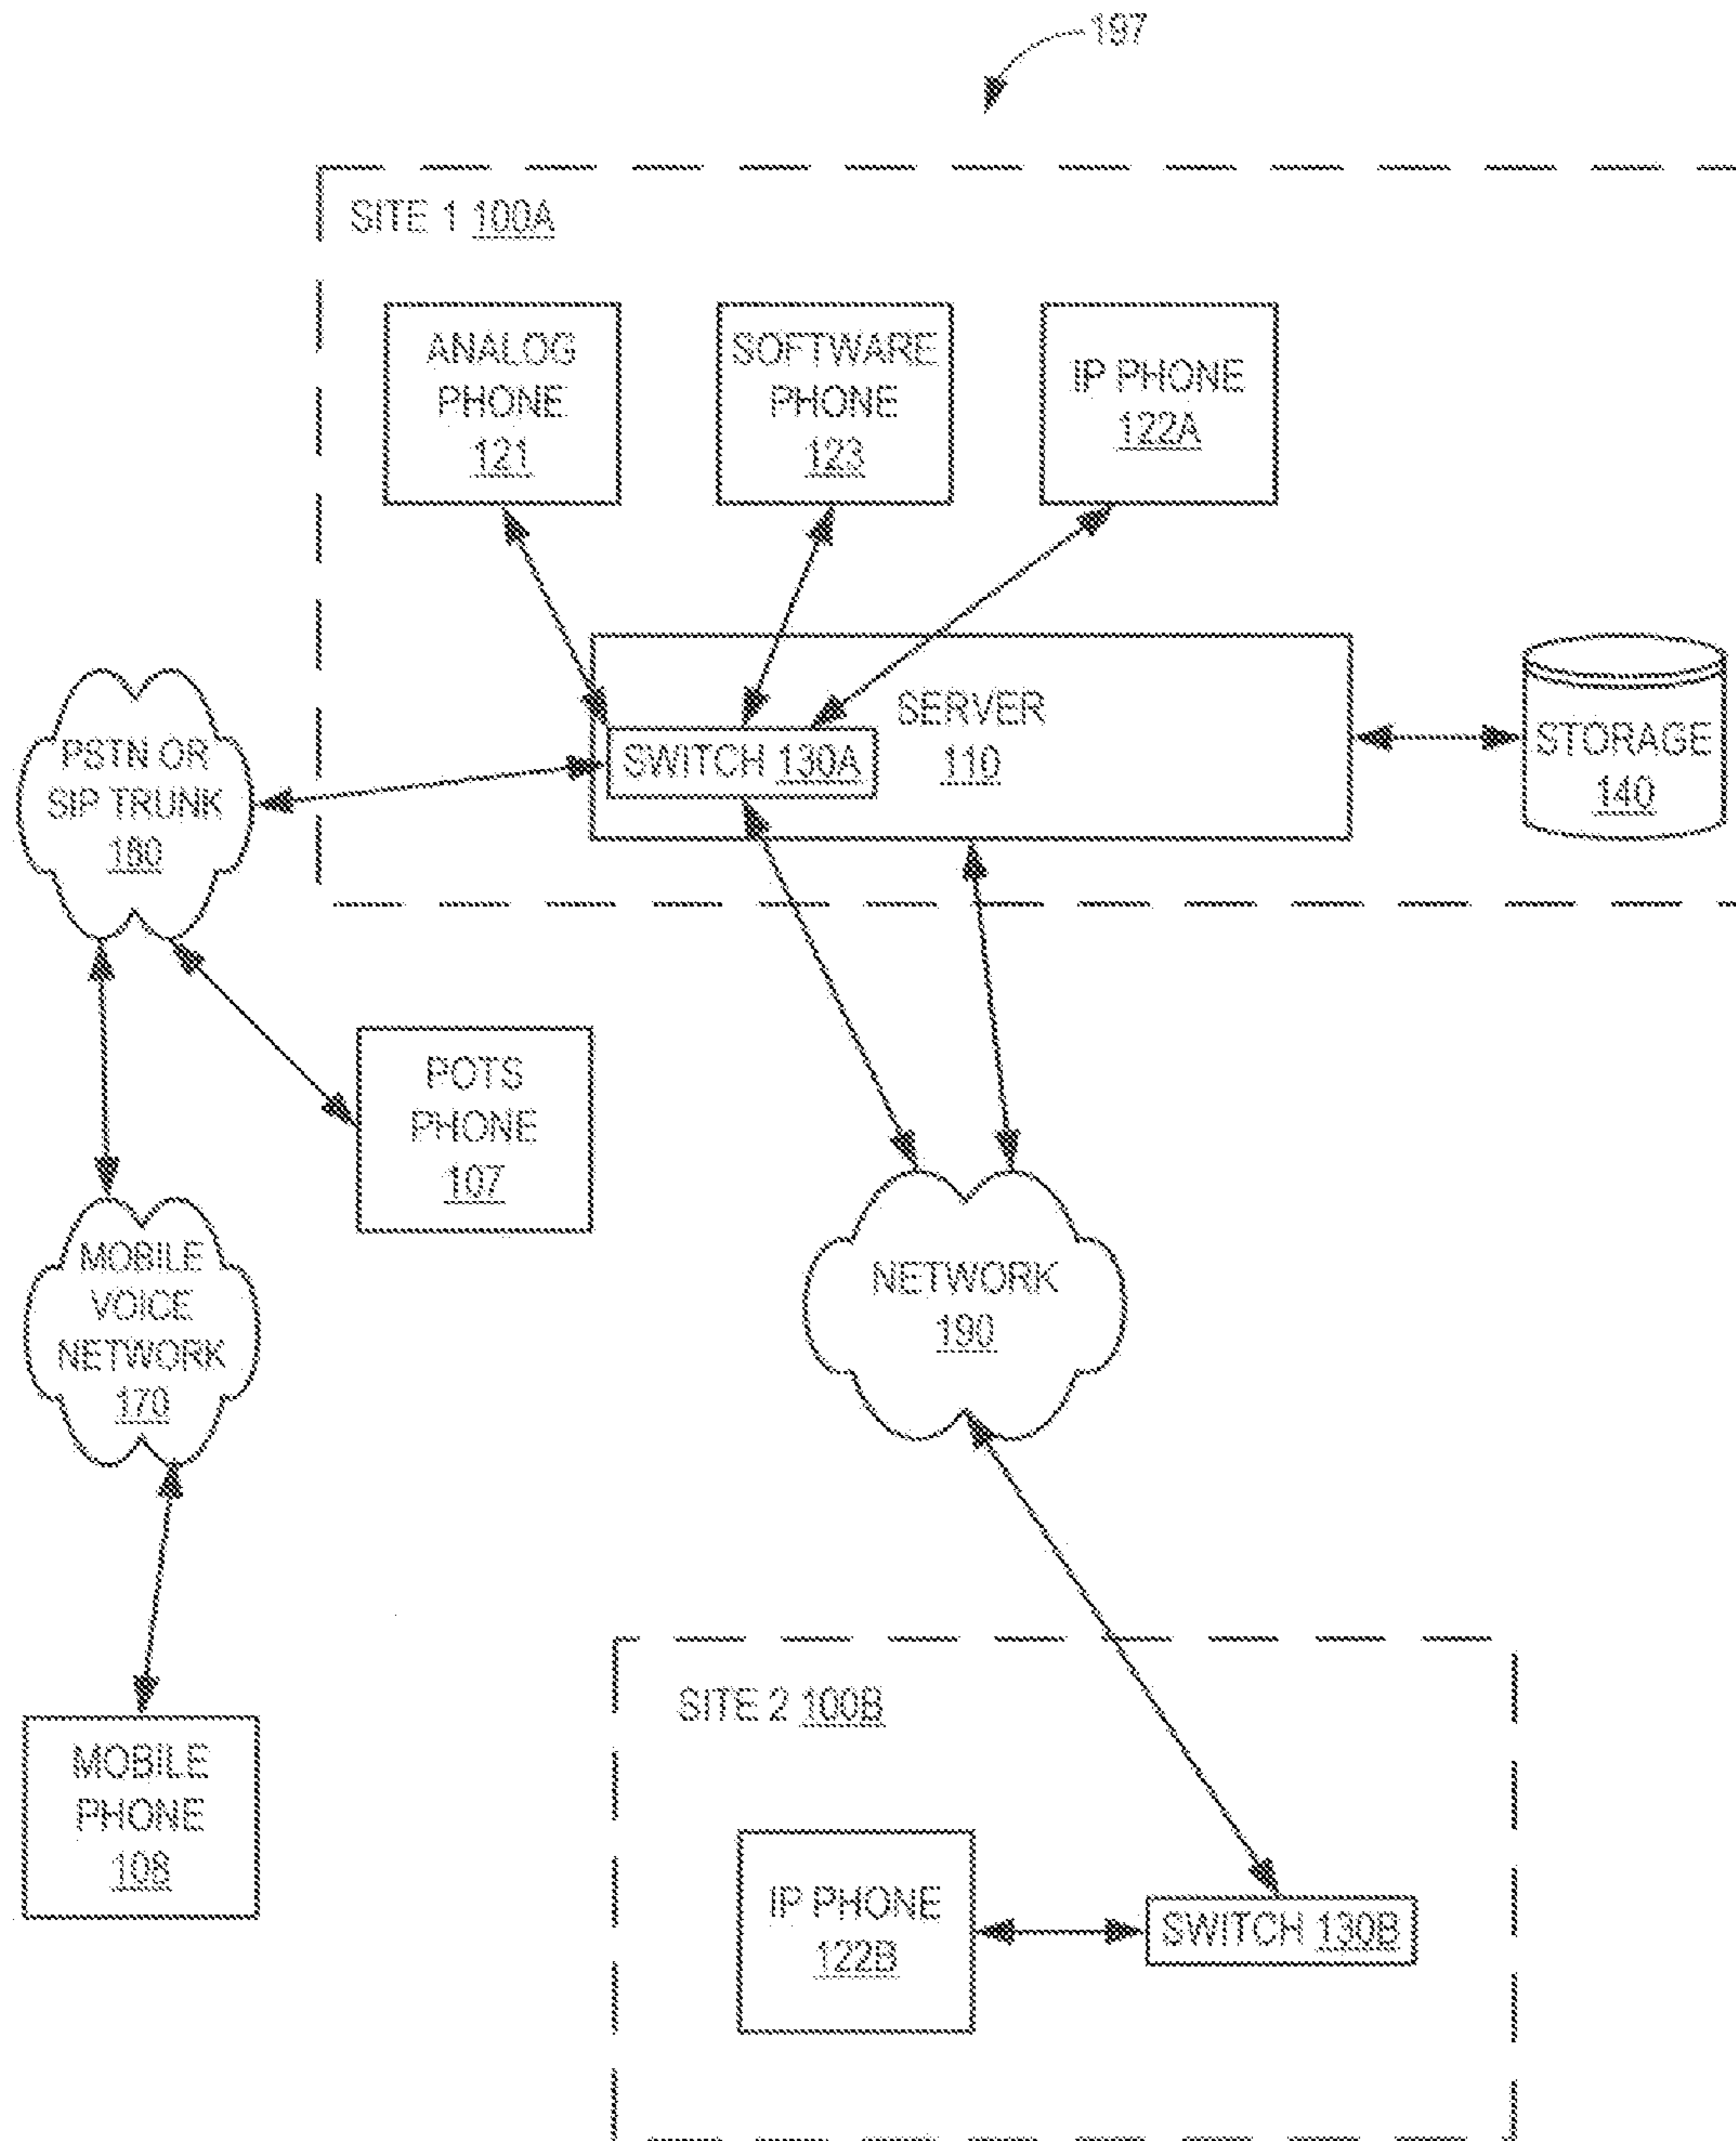 197
SITE 1 100A
ANALOG
PHONE
121
SOFTWARE
PHONE
123
IP PHONE
122A
SERVER
110
SWITCH 130A
STORAGE
140
PSTN OR
SIP TRUNK
180
POTS
PHONE
107
MOBILE
VOICE
NETWORK
170
NETWORK
190
MOBILE
PHONE
108
SITE 2 100B
IP PHONE
122B
SWITCH 130B